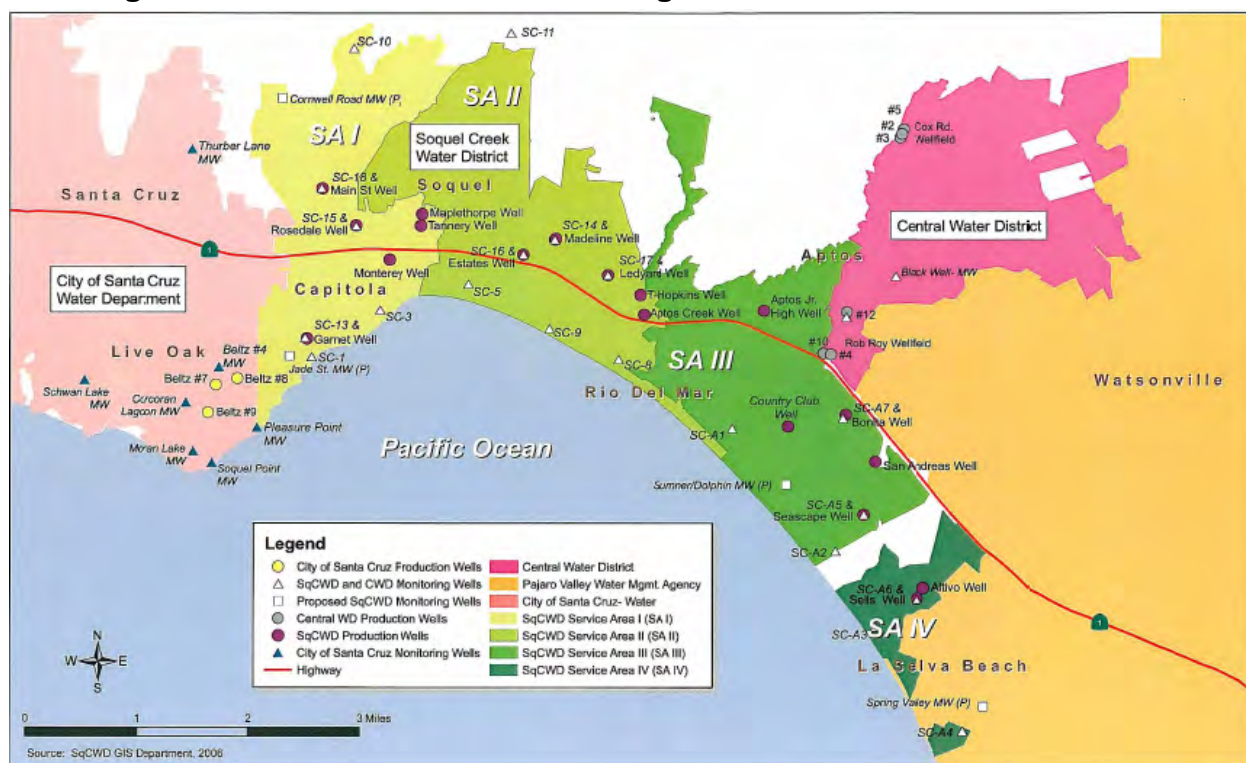 SC-10
SC-11
Cornwell Road MW (P)
SA II
SA I
Soquel Creek
Water District
Thurber Lane
MW
#5
#2
#3
Cox Rd.
Wellfield
Santa Cruz
SC-18 &
Main St Well
Soquel
SC-15 &
Rosedale Well
Maplethorpe Well
Tannery Well
SC-14 &
Madeline Well
Central Water District
1
City of Santa Cruz
Water Department
Monterey Well
SC-16 &
Estates Well
SC-17 &
Ledyard Well
Aptos
Black Well- MW
Capitola
SC-5
T-Hopkins Well
Aptos Creek Well
Aptos Jr.
High Well
#12
SC-3
SC-13 &
Garnet Well
SC-9
#10
#4
Rob Roy Wellfield
Live Oak
Beltz #4
MW
Jade St. MW (P)
SC-1
SC-8
SA III
Beltz #7
Beltz #8
Schwan Lake
MW
Corcoran
Lagoon MW
Beltz #9
Rio Del Mar
Country Club
Well
SC-A7 &
Bonita Well
Watsonville
Pleasure Point
MW
SC-A1
Pacific Ocean
Moran Lake
MW
Soquel Point
MW
San Andreas Well
Sumner/Dolphin MW (P)
SC-A5 &
Seascape Well
SC-A2
SC-A6 &
Sells Well
Altivo Well
SC-A3
SA IV
1
La Selva Beach
Spring Valley MW (P)
SC-A4
Legend
City of Santa Cruz Production Wells
SqCWD and CWD Monitoring Wells
Proposed SqCWD Monitoring Wells
Central WD Production Wells
SqCWD Production Wells
City of Santa Cruz Monitoring Wells
Highway
Central Water District
Pajaro Valley Water Mgmt. Agency
City of Santa Cruz- Water
SqCWD Service Area I (SA I)
SqCWD Service Area II (SA II)
SqCWD Service Area III (SA III)
SqCWD Service Area IV (SA IV)
N
W E
S
0 1 2 3 Miles
Source: SqCWD GIS Department, 2006